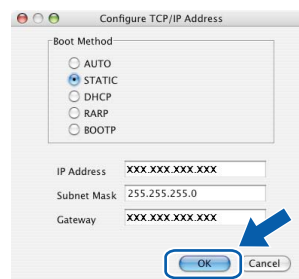 Configure TCP/IP Address
Boot Method
AUTO
STATIC
DHCP
RARP
BOOTP
IP Address XXX.XXX.XXX.XXX
Subnet Mask 255.255.255.0
Gateway XXX.XXX.XXX.XXX
OK Cancel